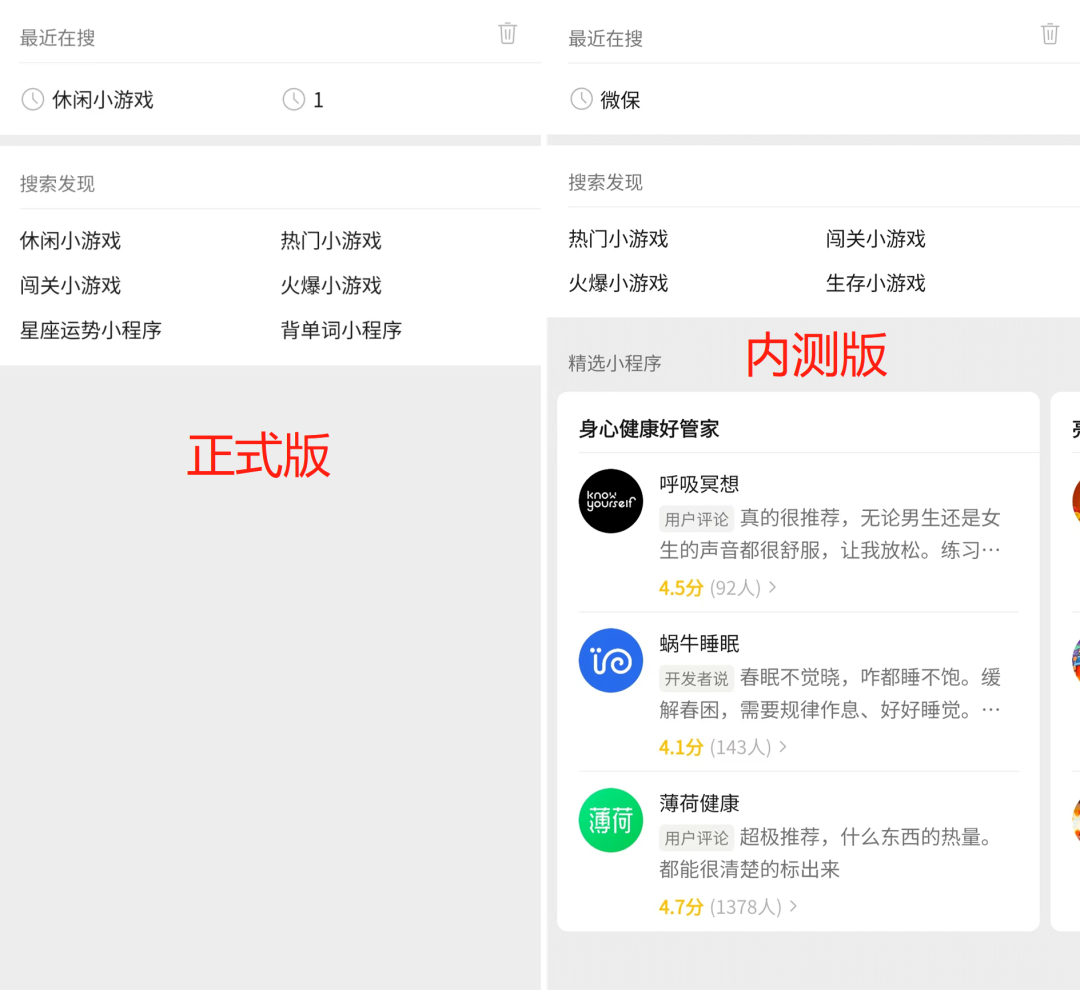 最近在搜
休闲小游戏 1
搜索发现
休闲小游戏 热门小游戏
闯关小游戏 火爆小游戏
星座运势小程序 背单词小程序
正式版
最近在搜
微保
搜索发现
热门小游戏 闯关小游戏
火爆小游戏 生存小游戏
精选小程序
内测版
身心健康好管家
know
yourself
呼吸冥想
用户评论 真的很推荐，无论男生还是女
生的声音都很舒服，让我放松。练习…
4.5分 (92人) >
蜗牛睡眠
开发者说 春眠不觉晓，咋都睡不饱。缓
解春困，需要规律作息、好好睡觉。…
4.1分 (143人) >
薄荷
薄荷健康
用户评论 超极推荐，什么东西的热量。
都能很清楚的标出来
4.7分 (1378人) >